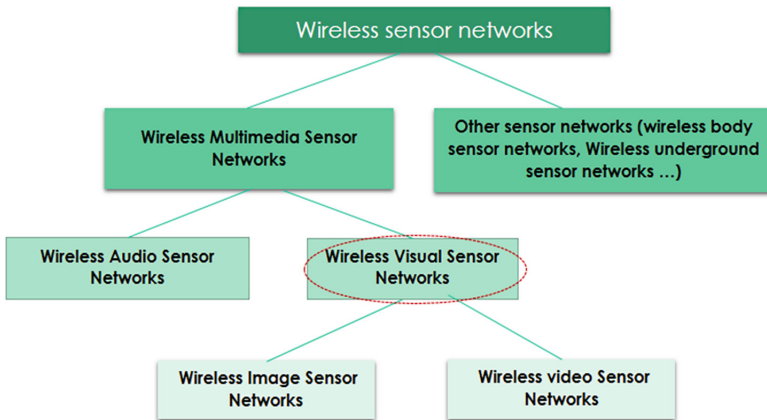 Wireless sensor networks
Wireless Multimedia Sensor
Networks
Other sensor networks (wireless body
sensor networks, Wireless underground
sensor networks ...)
Wireless Audio Sensor
Networks
Wireless Visual Sensor
Networks
Wireless Image Sensor
Networks
Wireless video Sensor
Networks